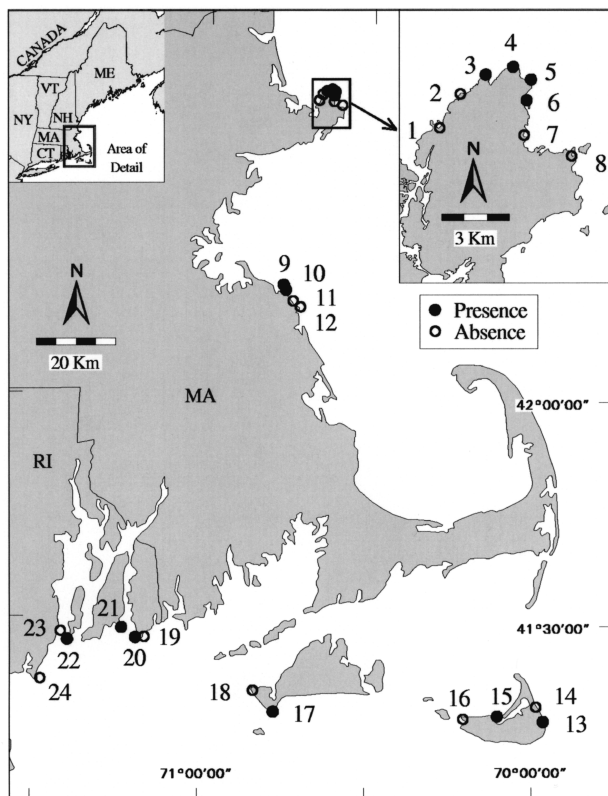 CANADA
VT
ME
NY
NH
MA
CT
Area of
Detail
4
3
5
2
6
1
7
8
N
3 Km
9
10
11
12
Presence
Absence
N
20 Km
MA
42°00'00"
RI
41°30'00"
21
23
19
22
20
24
18
17
16
15
14
13
71°00'00"
70°00'00"